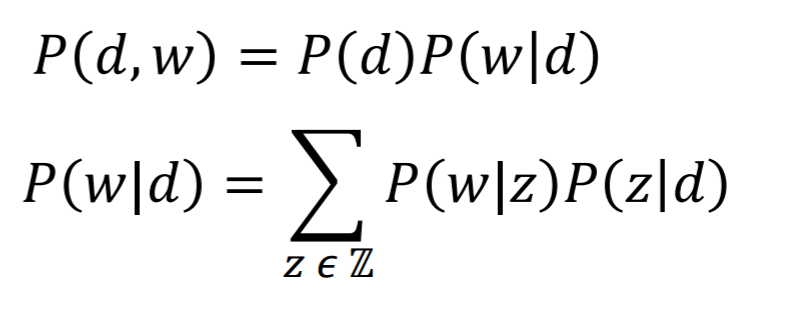 P(d, w) = P(d)P(w|d)
P(w|d) = ∑ P(w|z)P(z|d)
z ϵ ℤ